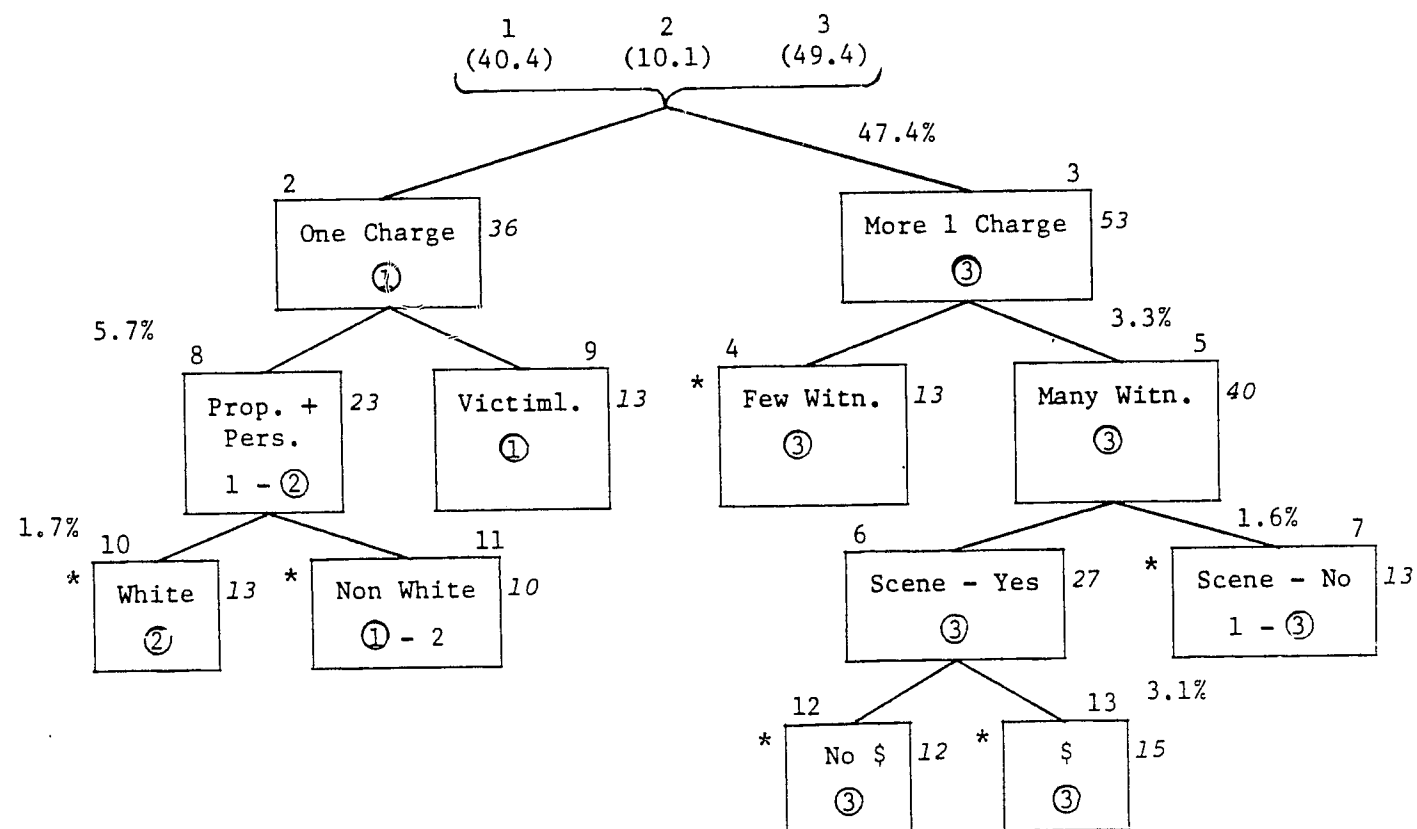 1 2 3
(40.4) (10.1) (49.4)
47.4%
2 3
One Charge 36 More 1 Charge 53
① ③
5.7% 3.3%
8 9 4 5
Prop. + 23 Victiml. 13 * Few Witn. 13 Many Witn. 40
Pers. ① ③ ③
1 - ②
1.7% 10 11 6 1.6% 7
* White 13 * Non White 10 Scene - Yes 27 * Scene - No 13
② ① - 2 ③ 1 - ③
3.1%
12 13
* No $ 12 * $ 15
③ ③